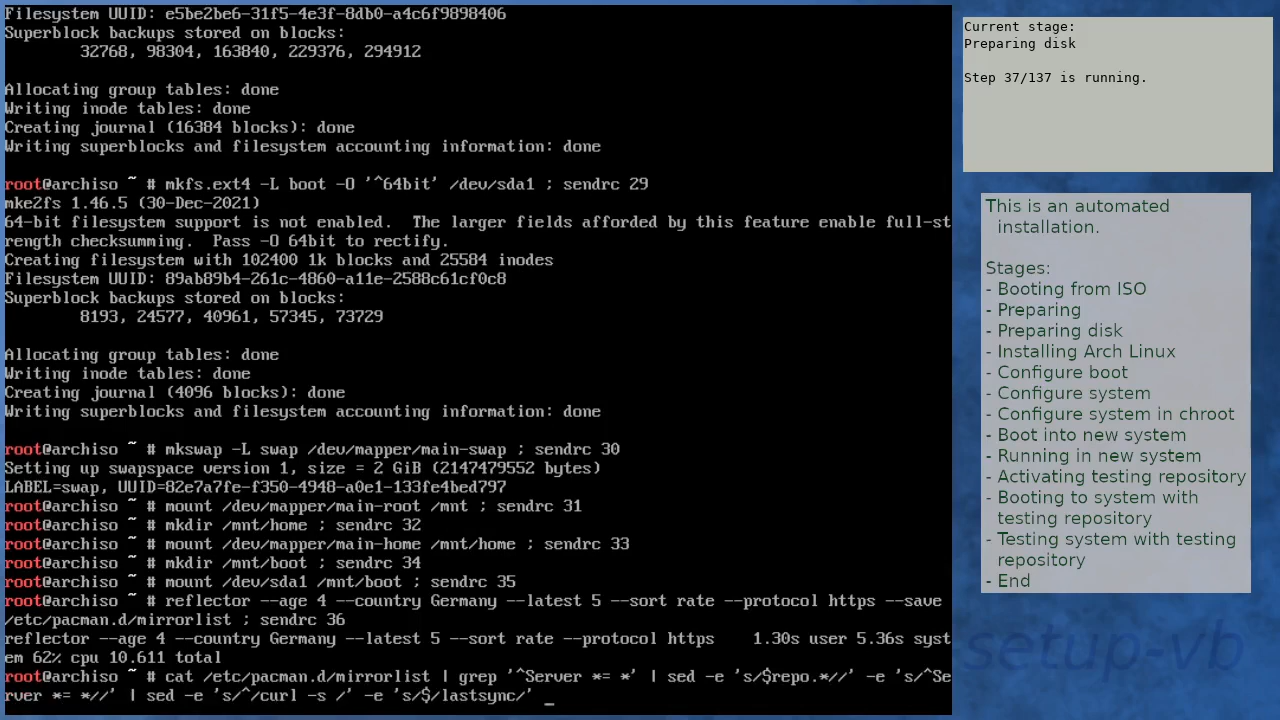 Filesystem UUID: e5be2be6-31f5-4e3f-8db0-a4c6f9898406
Superblock backups stored on blocks:
        32768, 98304, 163840, 229376, 294912

Allocating group tables: done
Writing inode tables: done
Creating journal (16384 blocks): done
Writing superblocks and filesystem accounting information: done

root@archiso ~ # mkfs.ext4 -L boot -O '^64bit' /dev/sda1 ; sendrc 29
mke2fs 1.46.5 (30-Dec-2021)
64-bit filesystem support is not enabled.  The larger fields afforded by this feature enable full-st
rength checksumming.  Pass -O 64bit to rectify.
Creating filesystem with 102400 1k blocks and 25584 inodes
Filesystem UUID: 89ab89b4-261c-4860-a11e-2588c61cf0c8
Superblock backups stored on blocks:
        8193, 24577, 40961, 57345, 73729

Allocating group tables: done
Writing inode tables: done
Creating journal (4096 blocks): done
Writing superblocks and filesystem accounting information: done

root@archiso ~ # mkswap -L swap /dev/mapper/main-swap ; sendrc 30
Setting up swapspace version 1, size = 2 GiB (2147479552 bytes)
LABEL=swap, UUID=82e7a7fe-f350-4948-a0e1-133fe4bed797
root@archiso ~ # mount /dev/mapper/main-root /mnt ; sendrc 31
root@archiso ~ # mkdir /mnt/home ; sendrc 32
root@archiso ~ # mount /dev/mapper/main-home /mnt/home ; sendrc 33
root@archiso ~ # mkdir /mnt/boot ; sendrc 34
root@archiso ~ # mount /dev/sda1 /mnt/boot ; sendrc 35
root@archiso ~ # reflector --age 4 --country Germany --latest 5 --sort rate --protocol https --save
/etc/pacman.d/mirrorlist ; sendrc 36
reflector --age 4 --country Germany --latest 5 --sort rate --protocol https    1.30s user 5.36s syst
em 62% cpu 10.611 total
root@archiso ~ # cat /etc/pacman.d/mirrorlist | grep '^Server *= *' | sed -e 's/$repo.*//' -e 's/^Se
rver *= *//' | sed -e 's/^/curl -s /' -e 's/$/lastsync/' _
Current stage:
Preparing disk

Step 37/137 is running.
This is an automated
installation.

Stages:
- Booting from ISO
- Preparing
- Preparing disk
- Installing Arch Linux
- Configure boot
- Configure system
- Configure system in chroot
- Boot into new system
- Running in new system
- Activating testing repository
- Booting to system with
testing repository
- Testing system with testing
repository
- End
setup-vb